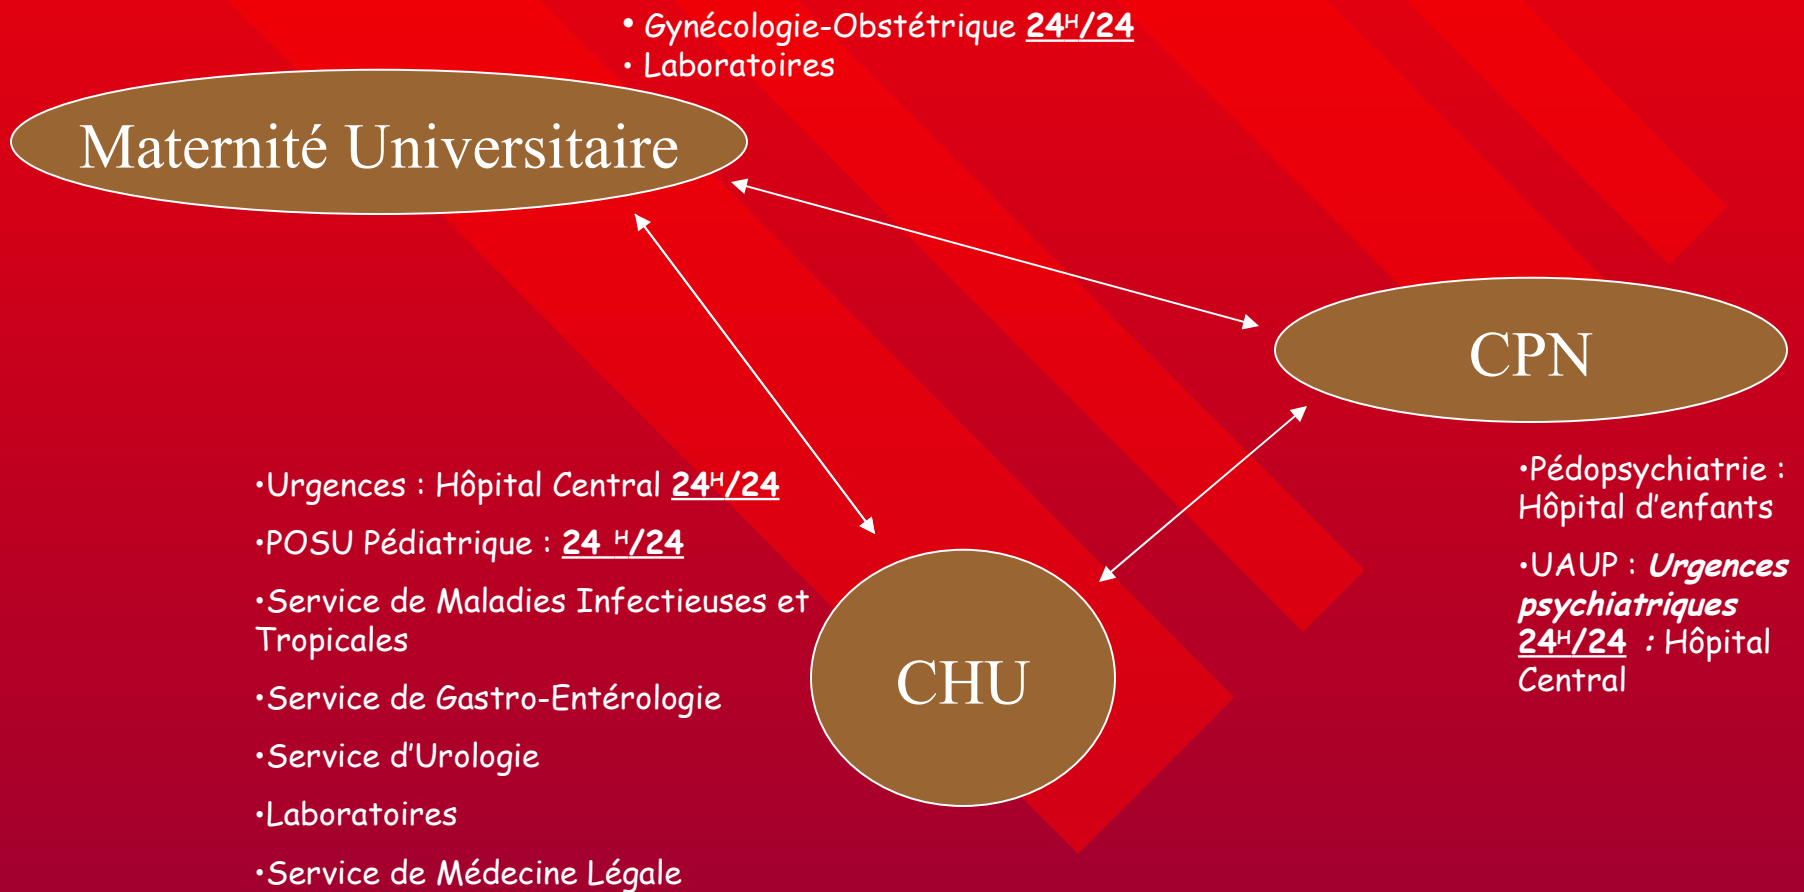 • Gynécologie-Obstétrique 24H/24
• Laboratoires
Maternité Universitaire
CPN
•Pédopsychiatrie :
Hôpital d'enfants
•UAUP : Urgences
psychiatriques
24H/24 : Hôpital
Central
•Urgences : Hôpital Central 24H/24
•POSU Pédiatrique : 24 H/24
•Service de Maladies Infectieuses et
Tropicales
•Service de Gastro-Entérologie
•Service d'Urologie
•Laboratoires
•Service de Médecine Légale
CHU